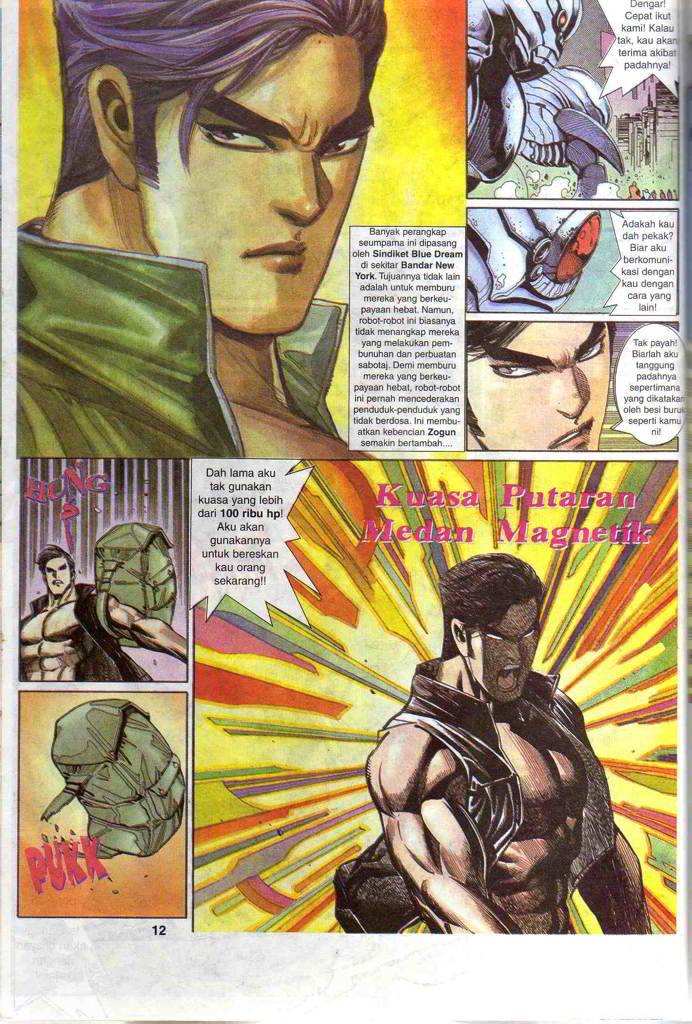 Dengar!
Cepat ikut
kami! Kalau
tak, kau akan
terima akibat
padahnya!
Banyak perangkap
seumpama ini dipasang
oleh Sindiket Blue Dream
di sekitar Bandar New
York. Tujuannya tidak lain
adalah untuk memburu
mereka yang berkeu-
payaan hebat. Namun,
robot-robot ini biasanya
tidak menangkap mereka
yang melakukan pem-
bunuhan dan perbuatan
sabotaj. Demi memburu
mereka yang berkeu-
payaan hebat, robot-robot
ini pernah mencederakan
penduduk-penduduk yang
tidak berdosa. Ini membu-
atkan kebencian Zogun
semakin bertambah....
Adakah kau
dah pekak?
Biar aku
berkomuni-
kasi dengan
kau dengan
cara yang
lain!
Tak payah!
Biarlah aku
tanggung
padahnya
sepertimana
yang dikatakan
oleh besi buruk
seperti kamu
ni!
HUNG
?
Dah lama aku
tak gunakan
kuasa yang lebih
dari 100 ribu hp!
Aku akan
gunakannya
untuk bereskan
kau orang
sekarang!!
Kuasa Putaran
Medan Magnetik
PUKK
12